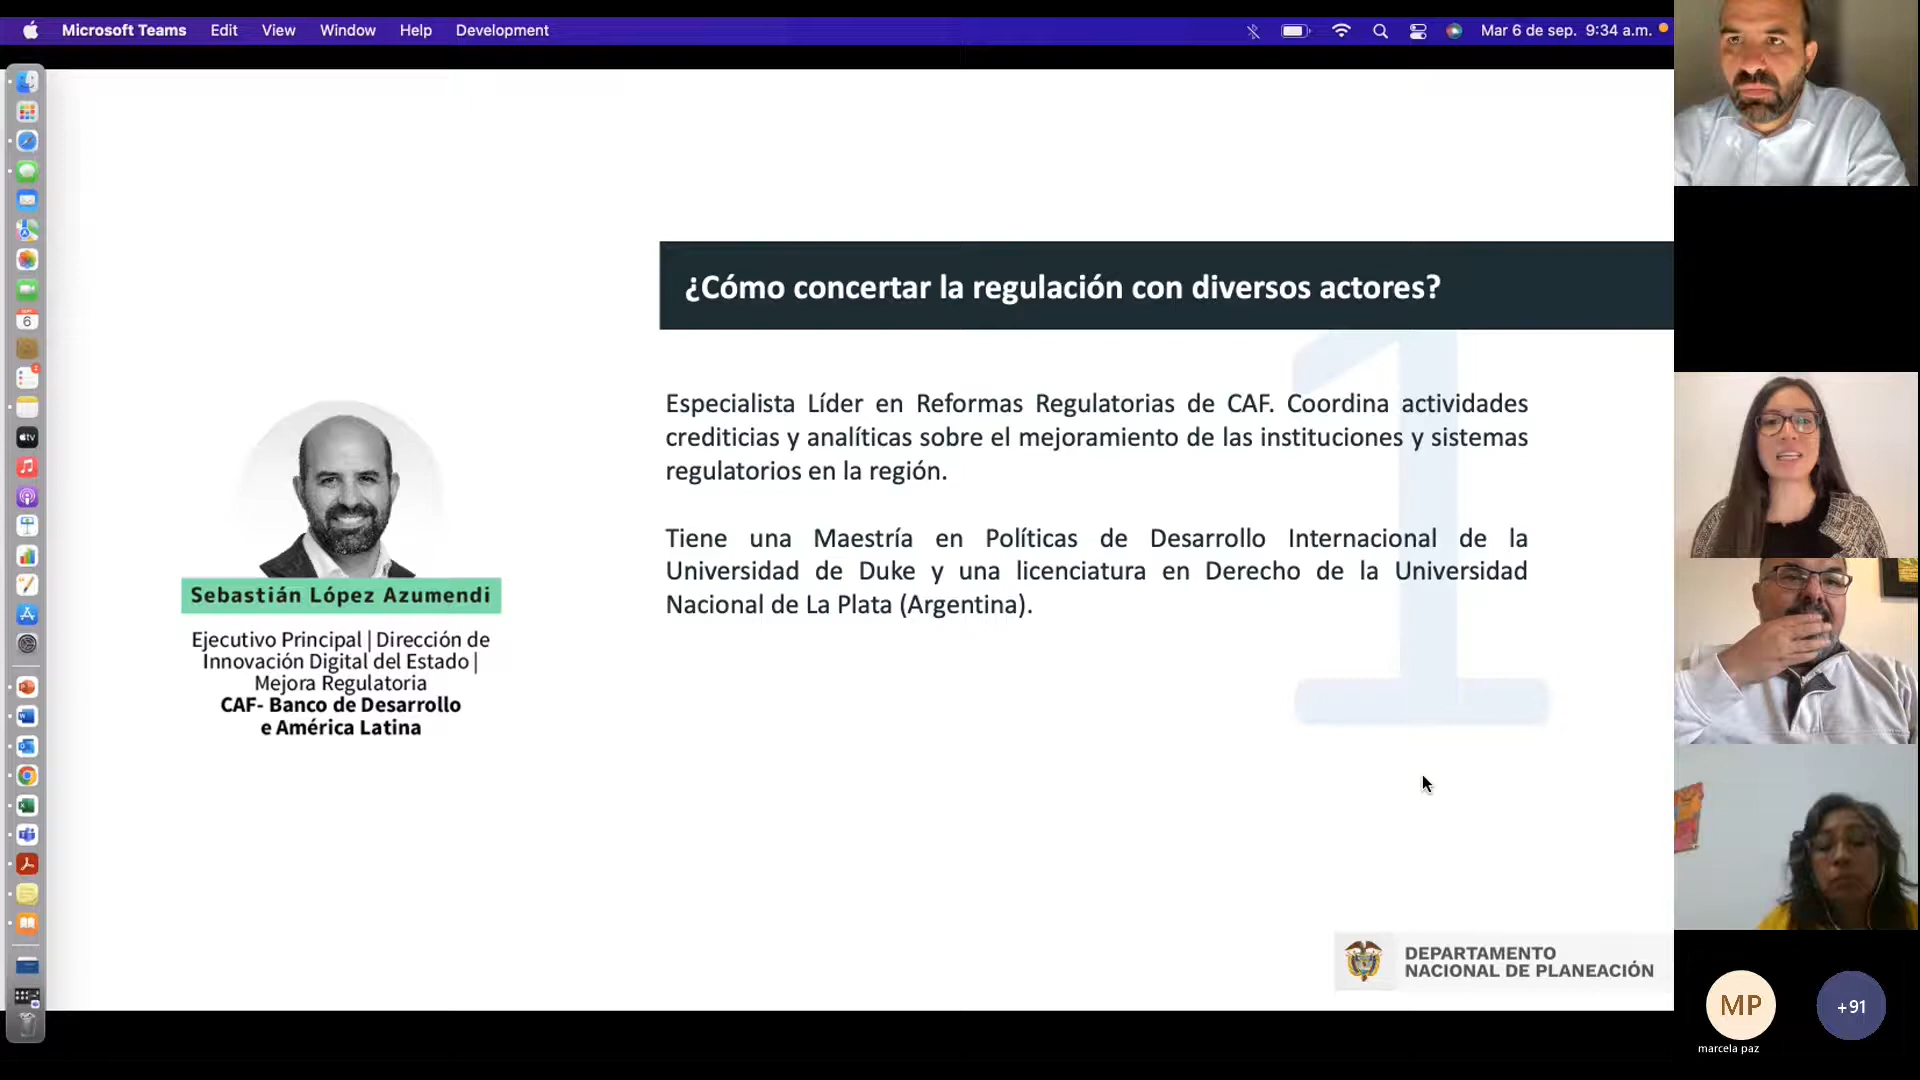 Microsoft Teams Edit View Window Help Development
Mar 6 de sep. 9:34 a.m.
¿Cómo concertar la regulación con diversos actores?
Especialista Líder en Reformas Regulatorias de CAF. Coordina actividades
crediticias y analíticas sobre el mejoramiento de las instituciones y sistemas
regulatorios en la región.
Tiene una Maestría en Políticas de Desarrollo Internacional de la
Universidad de Duke y una licenciatura en Derecho de la Universidad
Nacional de La Plata (Argentina).
1
Sebastián López Azumendi
Ejecutivo Principal | Dirección de
Innovación Digital del Estado |
Mejora Regulatoria
CAF- Banco de Desarrollo
e América Latina
DEPARTAMENTO
NACIONAL DE PLANEACIÓN
MP
marcela paz
+91
6
tv